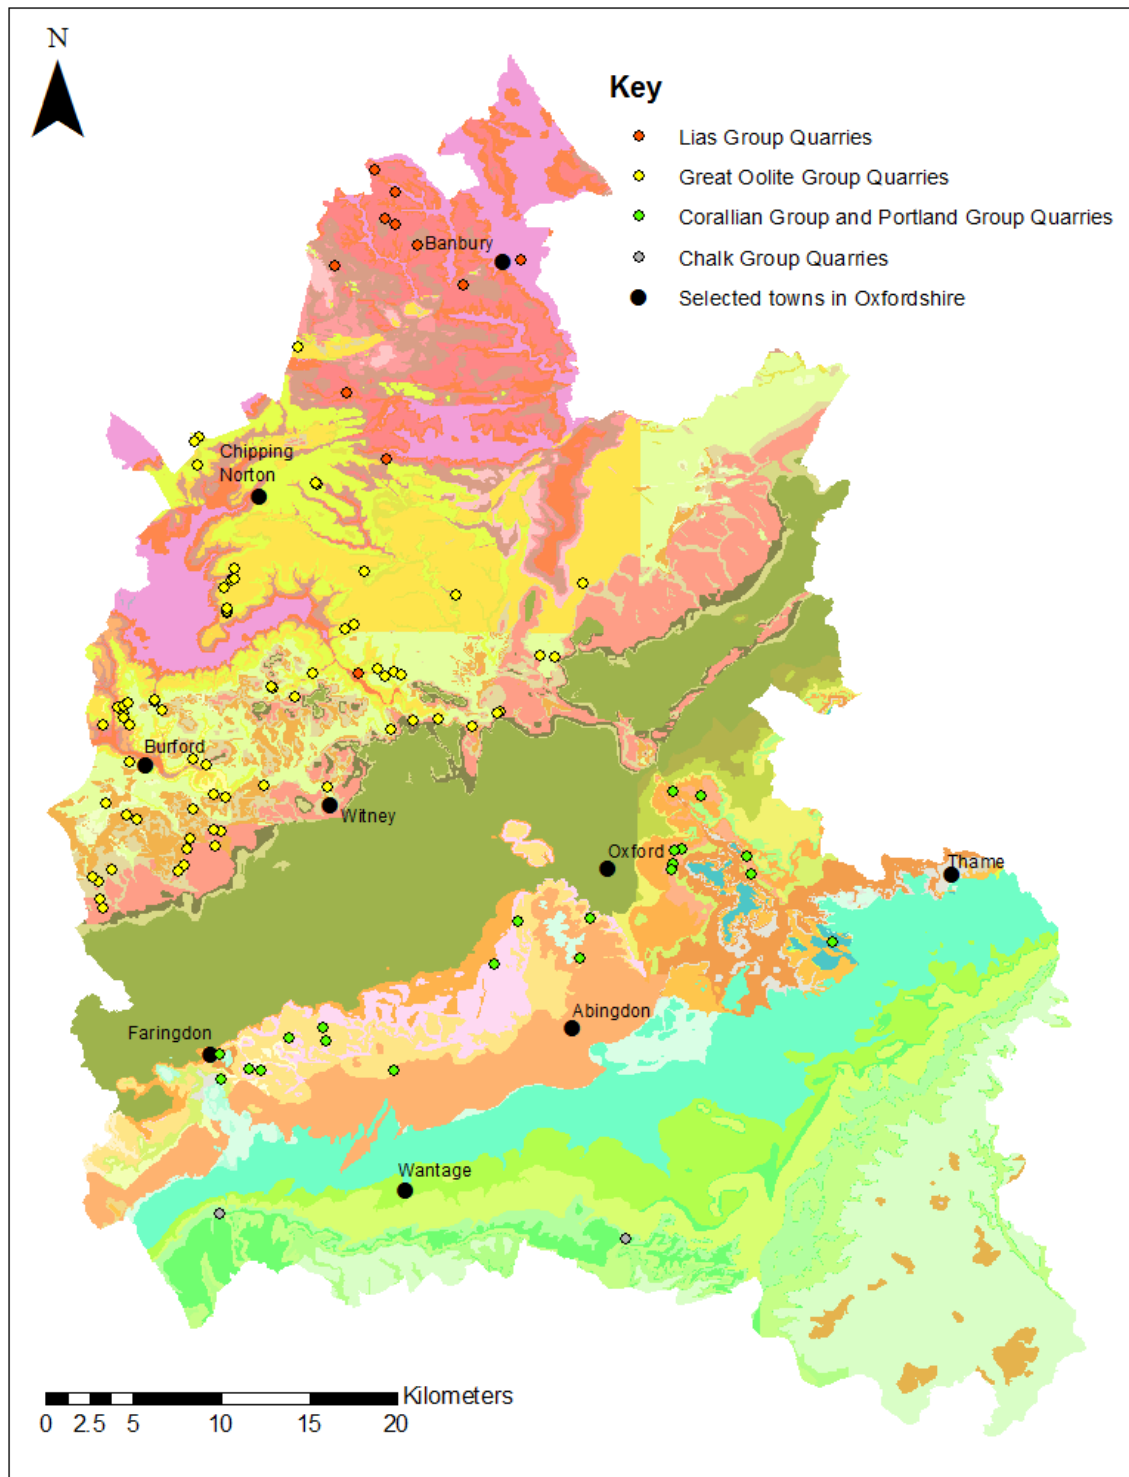 N
Key
Lias Group Quarries
Great Oolite Group Quarries
Corallian Group and Portland Group Quarries
Chalk Group Quarries
Selected towns in Oxfordshire
Banbury
Chipping
Norton
Burford
Witney
Oxford
Thame
Abingdon
Faringdon
Wantage
Kilometers
0 2.5 5 10 15 20